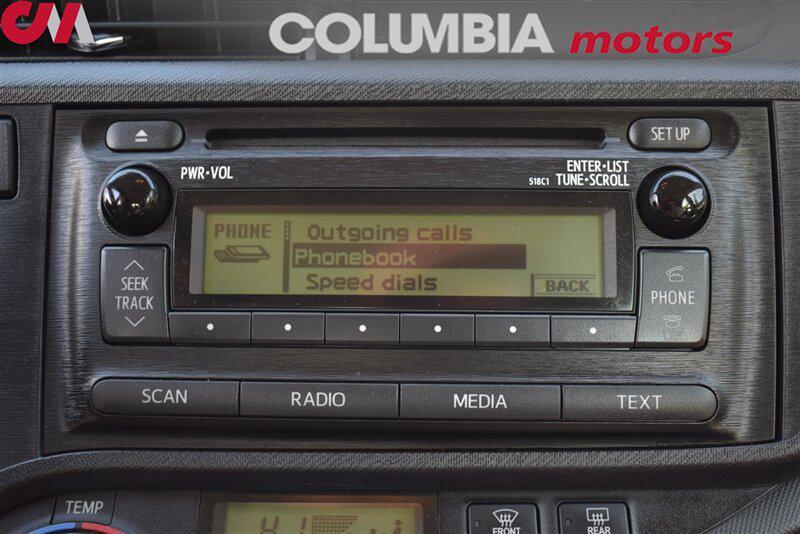 CM
COLUMBIA motors
SET UP
PWR•VOL
ENTER•LIST
518C1 TUNE•SCROLL
PHONE
Outgoing calls
Phonebook
Speed dials
BACK
SEEK
TRACK
PHONE
SCAN
RADIO
MEDIA
TEXT
TEMP
FRONT
REAR